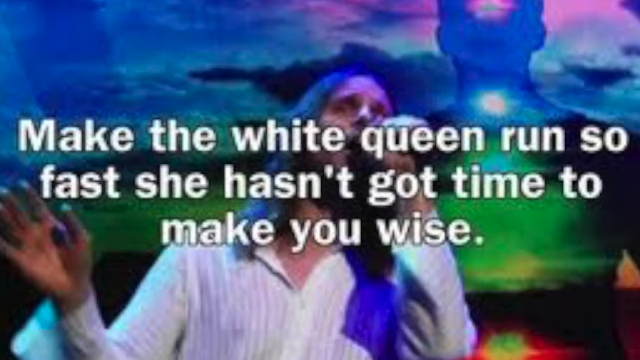 Make the white queen run so
fast she hasn't got time to
make you wise.